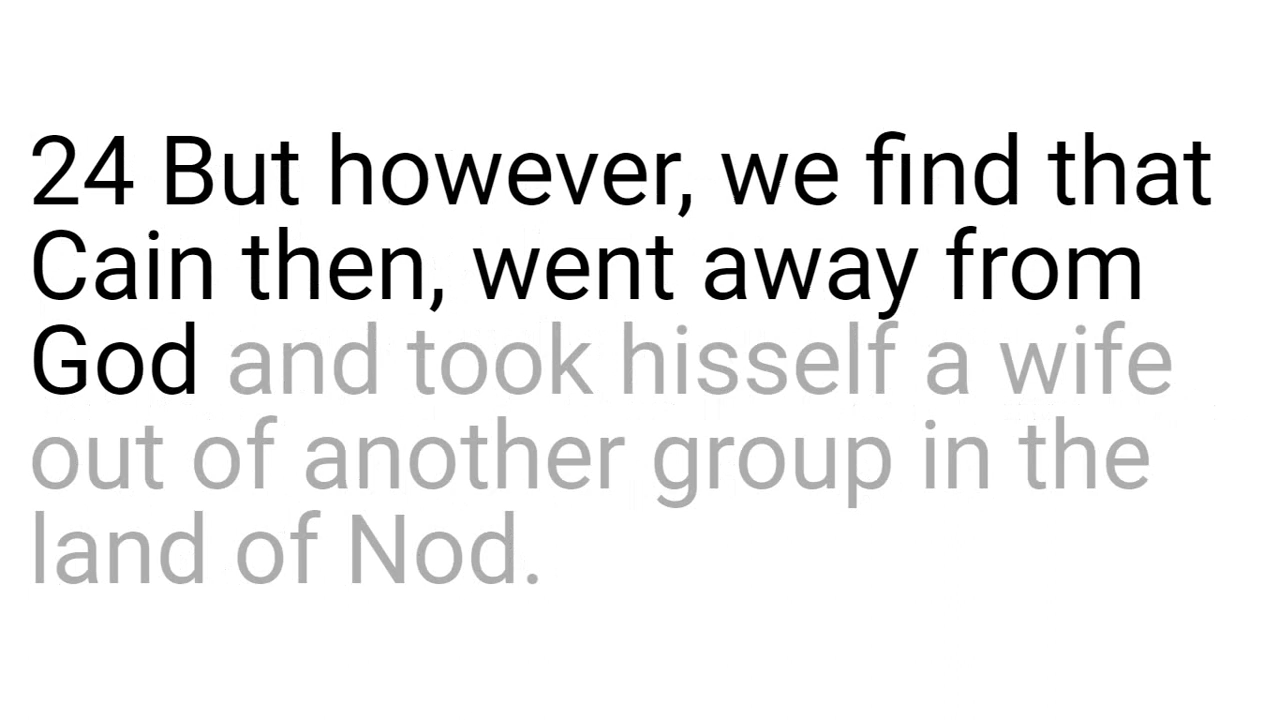 24 But however, we find that
Cain then, went away from
God and took hisself a wife
out of another group in the
land of Nod.